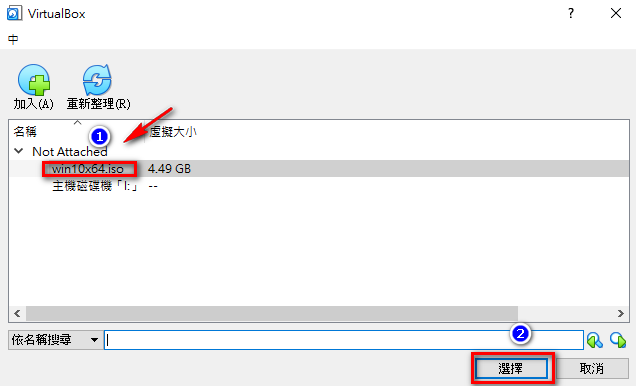 VirtualBox
中
加入(A) 重新整理(R)
名稱 虛擬大小
1
Not Attached
win10x64.iso 4.49 GB
主機磁碟機「I:」 --
依名稱搜尋
2
選擇 取消